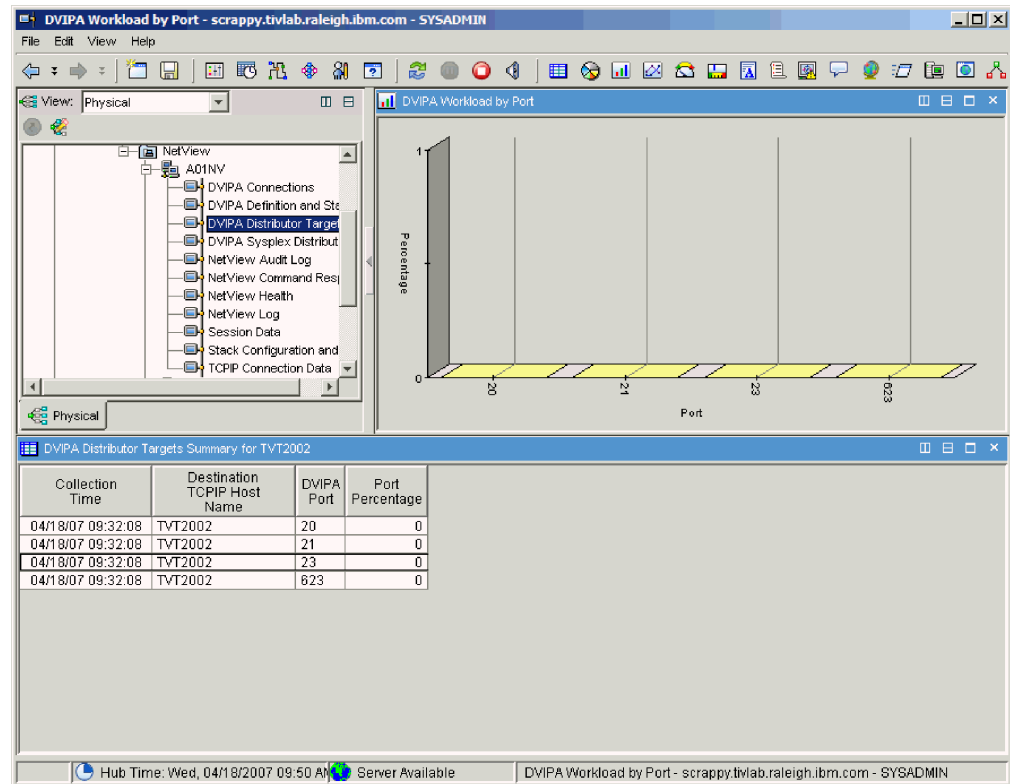 DVIPA Workload by Port - scrappy.tivlab.raleigh.ibm.com - SYSADMIN
File Edit View Help
View: Physical
NetView
A01NV
DVIPA Connections
DVIPA Definition and Sta
DVIPA Distributor Target
DVIPA Sysplex Distribut
NetView Audit Log
NetView Command Resp
NetView Health
NetView Log
Session Data
Stack Configuration and
TCPIP Connection Data
Physical
DVIPA Workload by Port
1
Percentage
0
20
21
23
623
Port
DVIPA Distributor Targets Summary for TVT2002
Collection Time Destination TCPIP Host Name DVIPA Port Port Percentage
04/18/07 09:32:08 TVT2002 20 0
04/18/07 09:32:08 TVT2002 21 0
04/18/07 09:32:08 TVT2002 23 0
04/18/07 09:32:08 TVT2002 623 0
Hub Time: Wed, 04/18/2007 09:50 AM Server Available DVIPA Workload by Port - scrappy.tivlab.raleigh.ibm.com - SYSADMIN